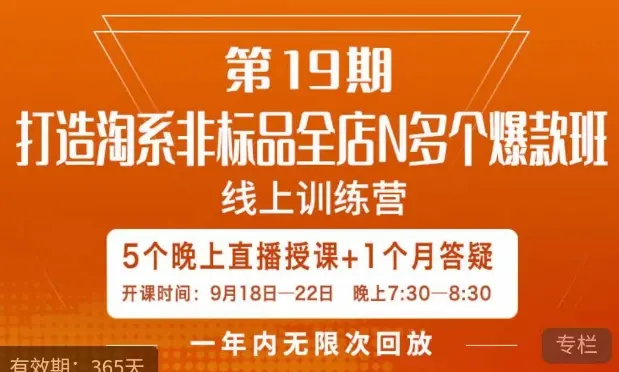 第19期
打造淘系非标品全店N多个爆款班
线上训练营
5个晚上直播授课+1个月答疑
开课时间：9月18日—22日 晚上7:30—8:30
一年内无限次回放
专栏
有效期：365天